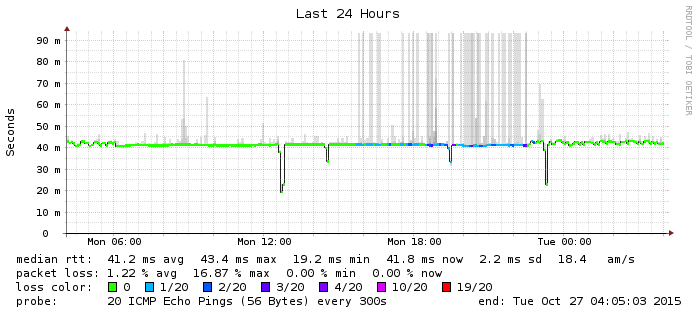 Last 24 Hours
RRDTOOL / TOBI OETIKER
Seconds
90 m
80 m
70 m
60 m
50 m
40 m
30 m
20 m
10 m
0
Mon 06:00 Mon 12:00 Mon 18:00 Tue 00:00
median rtt: 41.2 ms avg 43.4 ms max 19.2 ms min 41.8 ms now 2.2 ms sd 18.4 am/s
packet loss: 1.22 % avg 16.87 % max 0.00 % min 0.00 % now
loss color: 0 1/20 2/20 3/20 4/20 10/20 19/20
probe: 20 ICMP Echo Pings (56 Bytes) every 300s end: Tue Oct 27 04:05:03 2015